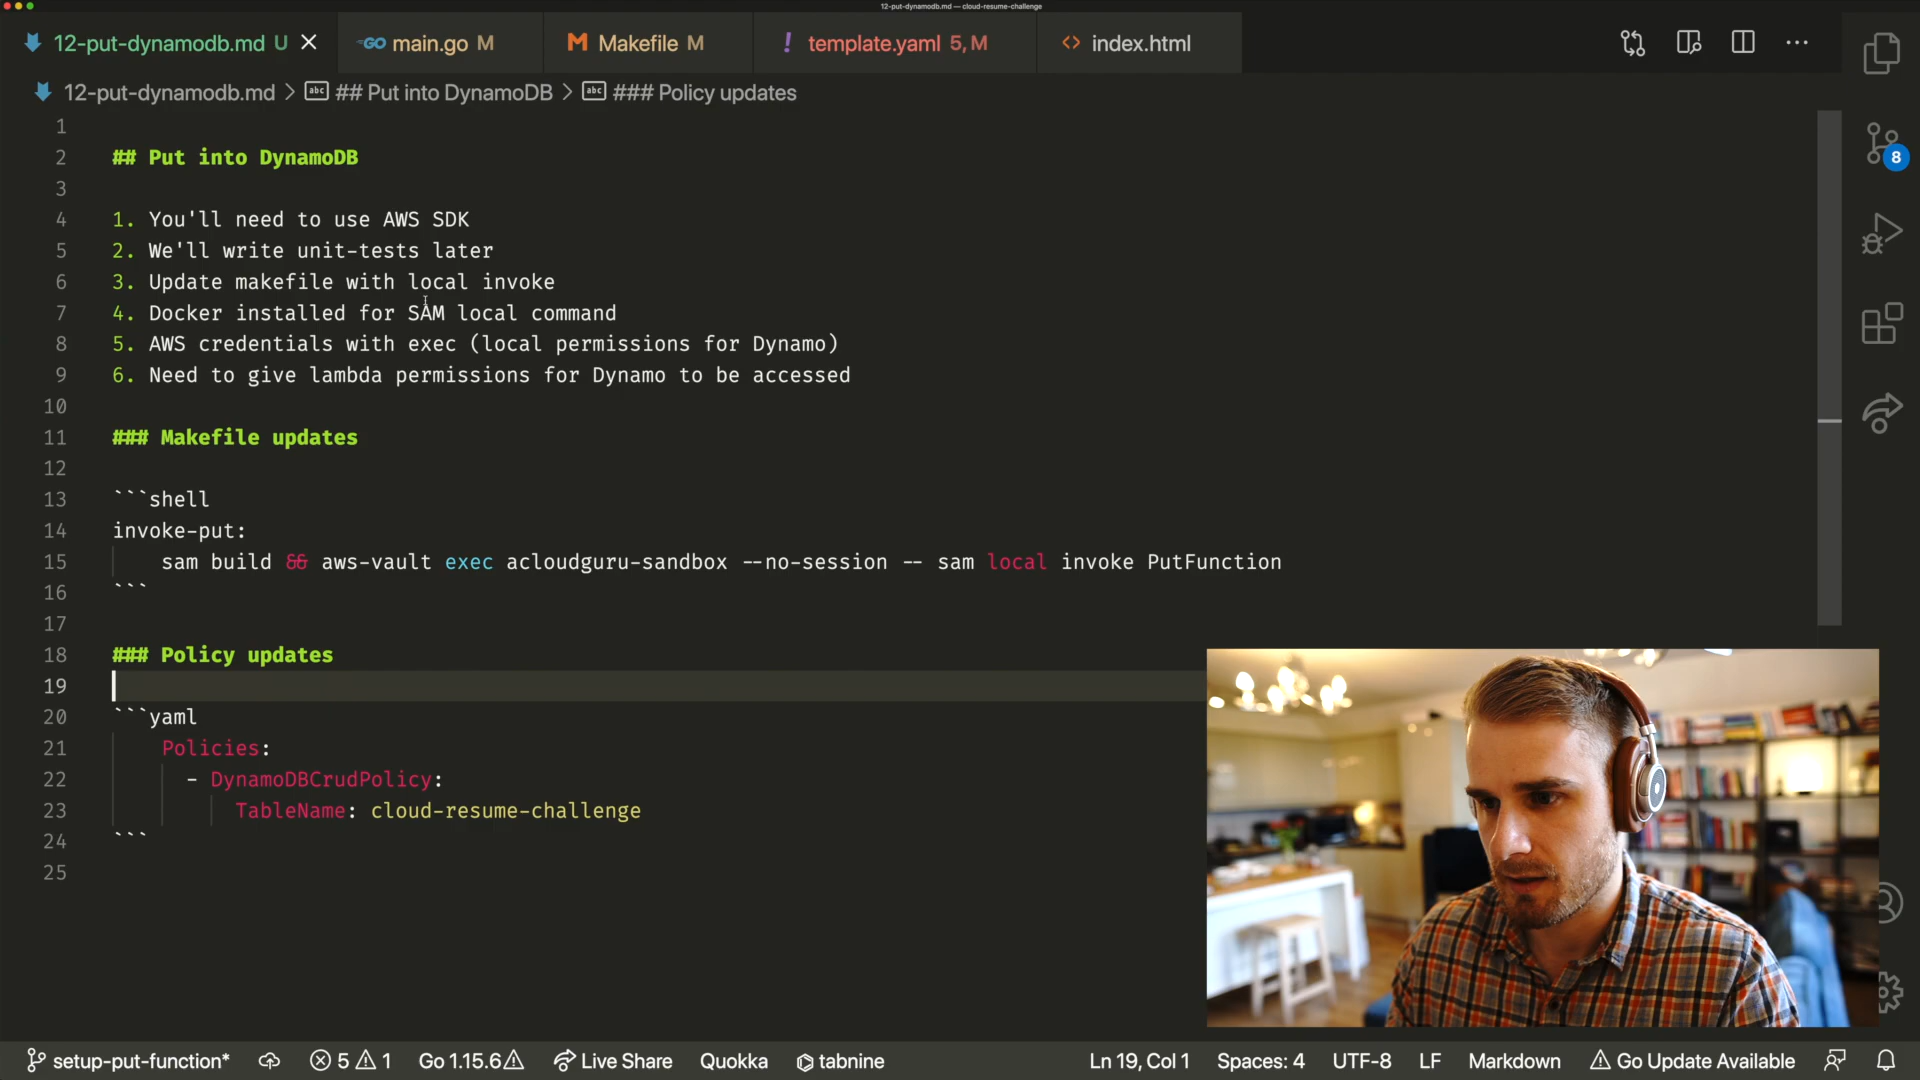 12-put-dynamodb.md — cloud-resume-challenge
12-put-dynamodb.md U
main.go M
Makefile M
! template.yaml 5, M
<> index.html
12-put-dynamodb.md > abc ## Put into DynamoDB > abc ### Policy updates
1
2 ## Put into DynamoDB
3
4 1. You'll need to use AWS SDK
5 2. We'll write unit-tests later
6 3. Update makefile with local invoke
7 4. Docker installed for SAM local command
8 5. AWS credentials with exec (local permissions for Dynamo)
9 6. Need to give lambda permissions for Dynamo to be accessed
10
11 ### Makefile updates
12
13 ```shell
14 invoke-put:
15 sam build && aws-vault exec acloudguru-sandbox --no-session -- sam local invoke PutFunction
16 ```
17
18 ### Policy updates
19
20 ```yaml
21 Policies:
22 - DynamoDBCrudPolicy:
23 TableName: cloud-resume-challenge
24 ```
25
8
setup-put-function* 5 1 Go 1.15.6 Live Share Quokka tabnine Ln 19, Col 1 Spaces: 4 UTF-8 LF Markdown Go Update Available